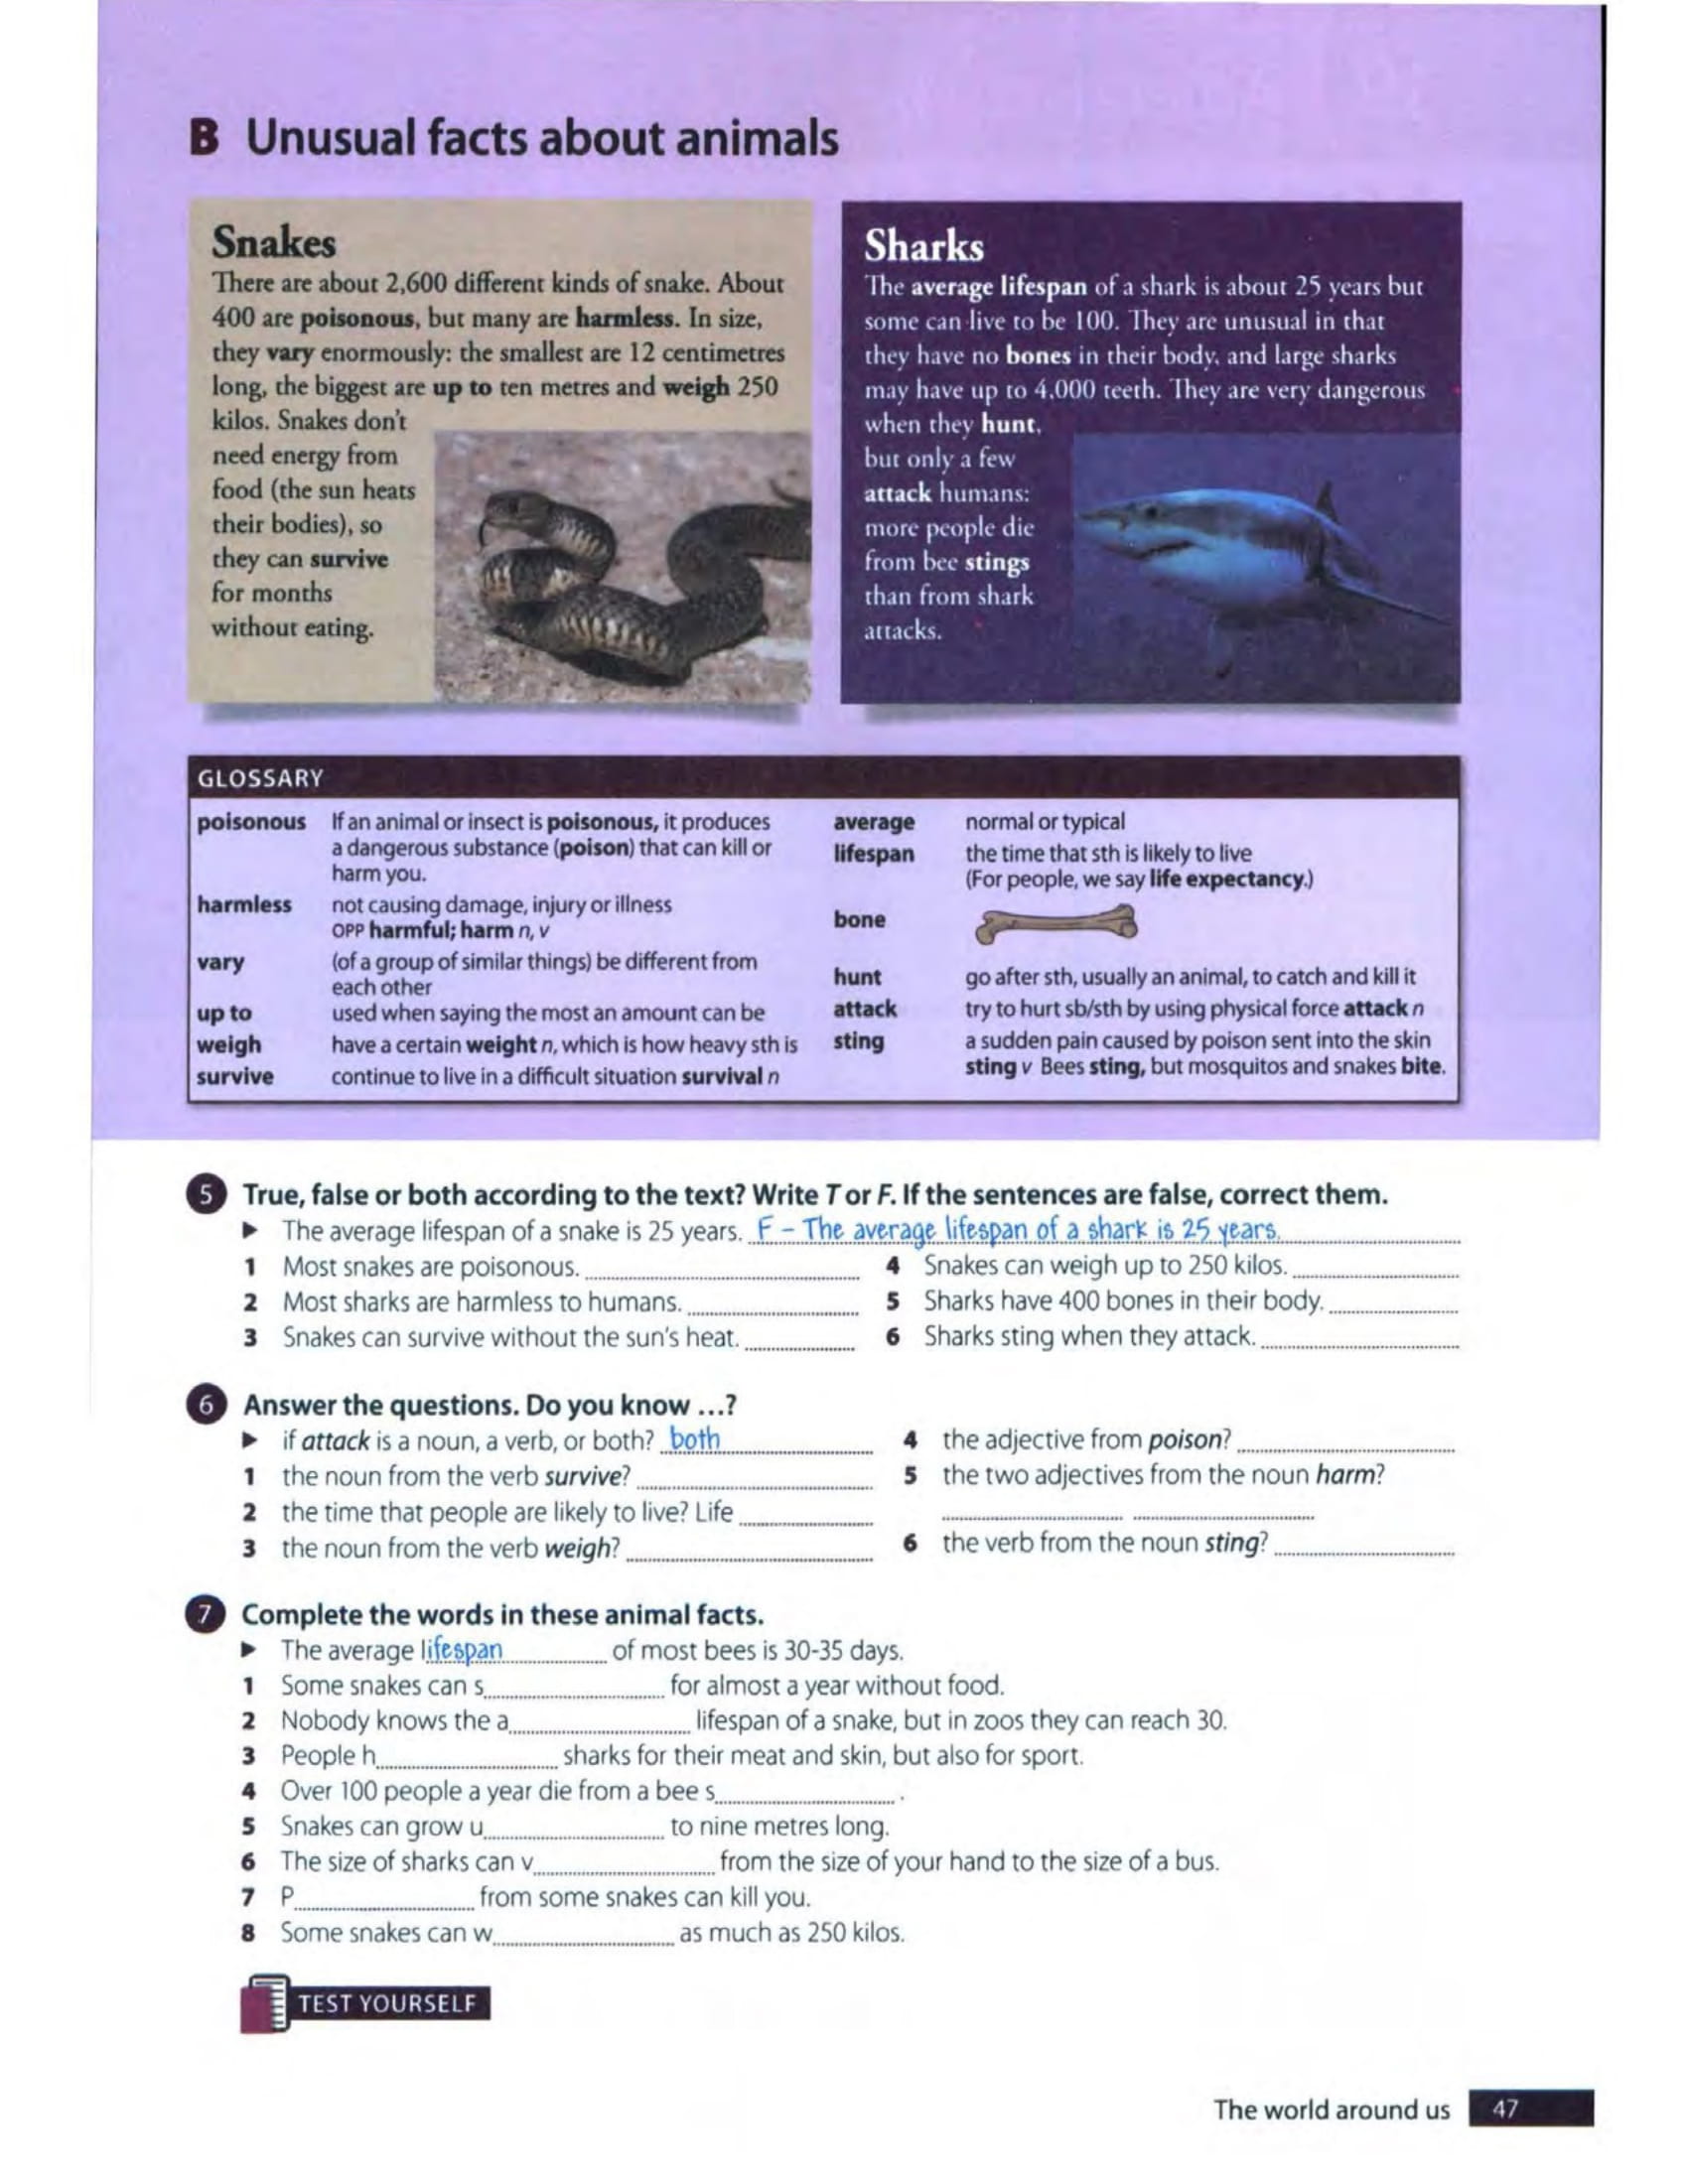 B Unusual facts about animals
Snakes
There are about 2,600 different kinds of snake. About
400 are poisonous, but many are harmless. In size,
they vary enormously: the smallest are 12 centimetres
long, the biggest are up to ten metres and weigh 250
kilos. Snakes don't
need energy from
food (the sun heats
their bodies), so
they can survive
for months
without eating.
Sharks
The average lifespan of a shark is about 25 years but
some can live to be 100. They are unusual in that
they have no bones in their body, and large sharks
may have up to 4,000 teeth. They are very dangerous
when they hunt,
but only a few
attack humans:
more people die
from bee stings
than from shark
attacks.
GLOSSARY
poisonous If an animal or insect is poisonous, it produces
a dangerous substance (poison) that can kill or
harm you.
harmless not causing damage, injury or illness
OPP harmful; harm n, v
vary (of a group of similar things) be different from
each other
up to used when saying the most an amount can be
weigh have a certain weight n, which is how heavy sth is
survive continue to live in a difficult situation survival n
average normal or typical
lifespan the time that sth is likely to live
(For people, we say life expectancy.)
bone
hunt go after sth, usually an animal, to catch and kill it
attack try to hurt sb/sth by using physical force attack n
sting a sudden pain caused by poison sent into the skin
sting v Bees sting, but mosquitos and snakes bite.
5 True, false or both according to the text? Write T or F. If the sentences are false, correct them.
▶ The average lifespan of a snake is 25 years. F – The average lifespan of a shark is 25 years.
1 Most snakes are poisonous.
2 Most sharks are harmless to humans.
3 Snakes can survive without the sun's heat.
4 Snakes can weigh up to 250 kilos.
5 Sharks have 400 bones in their body.
6 Sharks sting when they attack.
6 Answer the questions. Do you know ...?
▶ if attack is a noun, a verb, or both? both
1 the noun from the verb survive?
2 the time that people are likely to live? Life
3 the noun from the verb weigh?
4 the adjective from poison?
5 the two adjectives from the noun harm?
6 the verb from the noun sting?
7 Complete the words in these animal facts.
▶ The average lifespan of most bees is 30-35 days.
1 Some snakes can s for almost a year without food.
2 Nobody knows the a lifespan of a snake, but in zoos they can reach 30.
3 People h sharks for their meat and skin, but also for sport.
4 Over 100 people a year die from a bee s .
5 Snakes can grow u to nine metres long.
6 The size of sharks can v from the size of your hand to the size of a bus.
7 P from some snakes can kill you.
8 Some snakes can w as much as 250 kilos.
TEST YOURSELF
The world around us 47